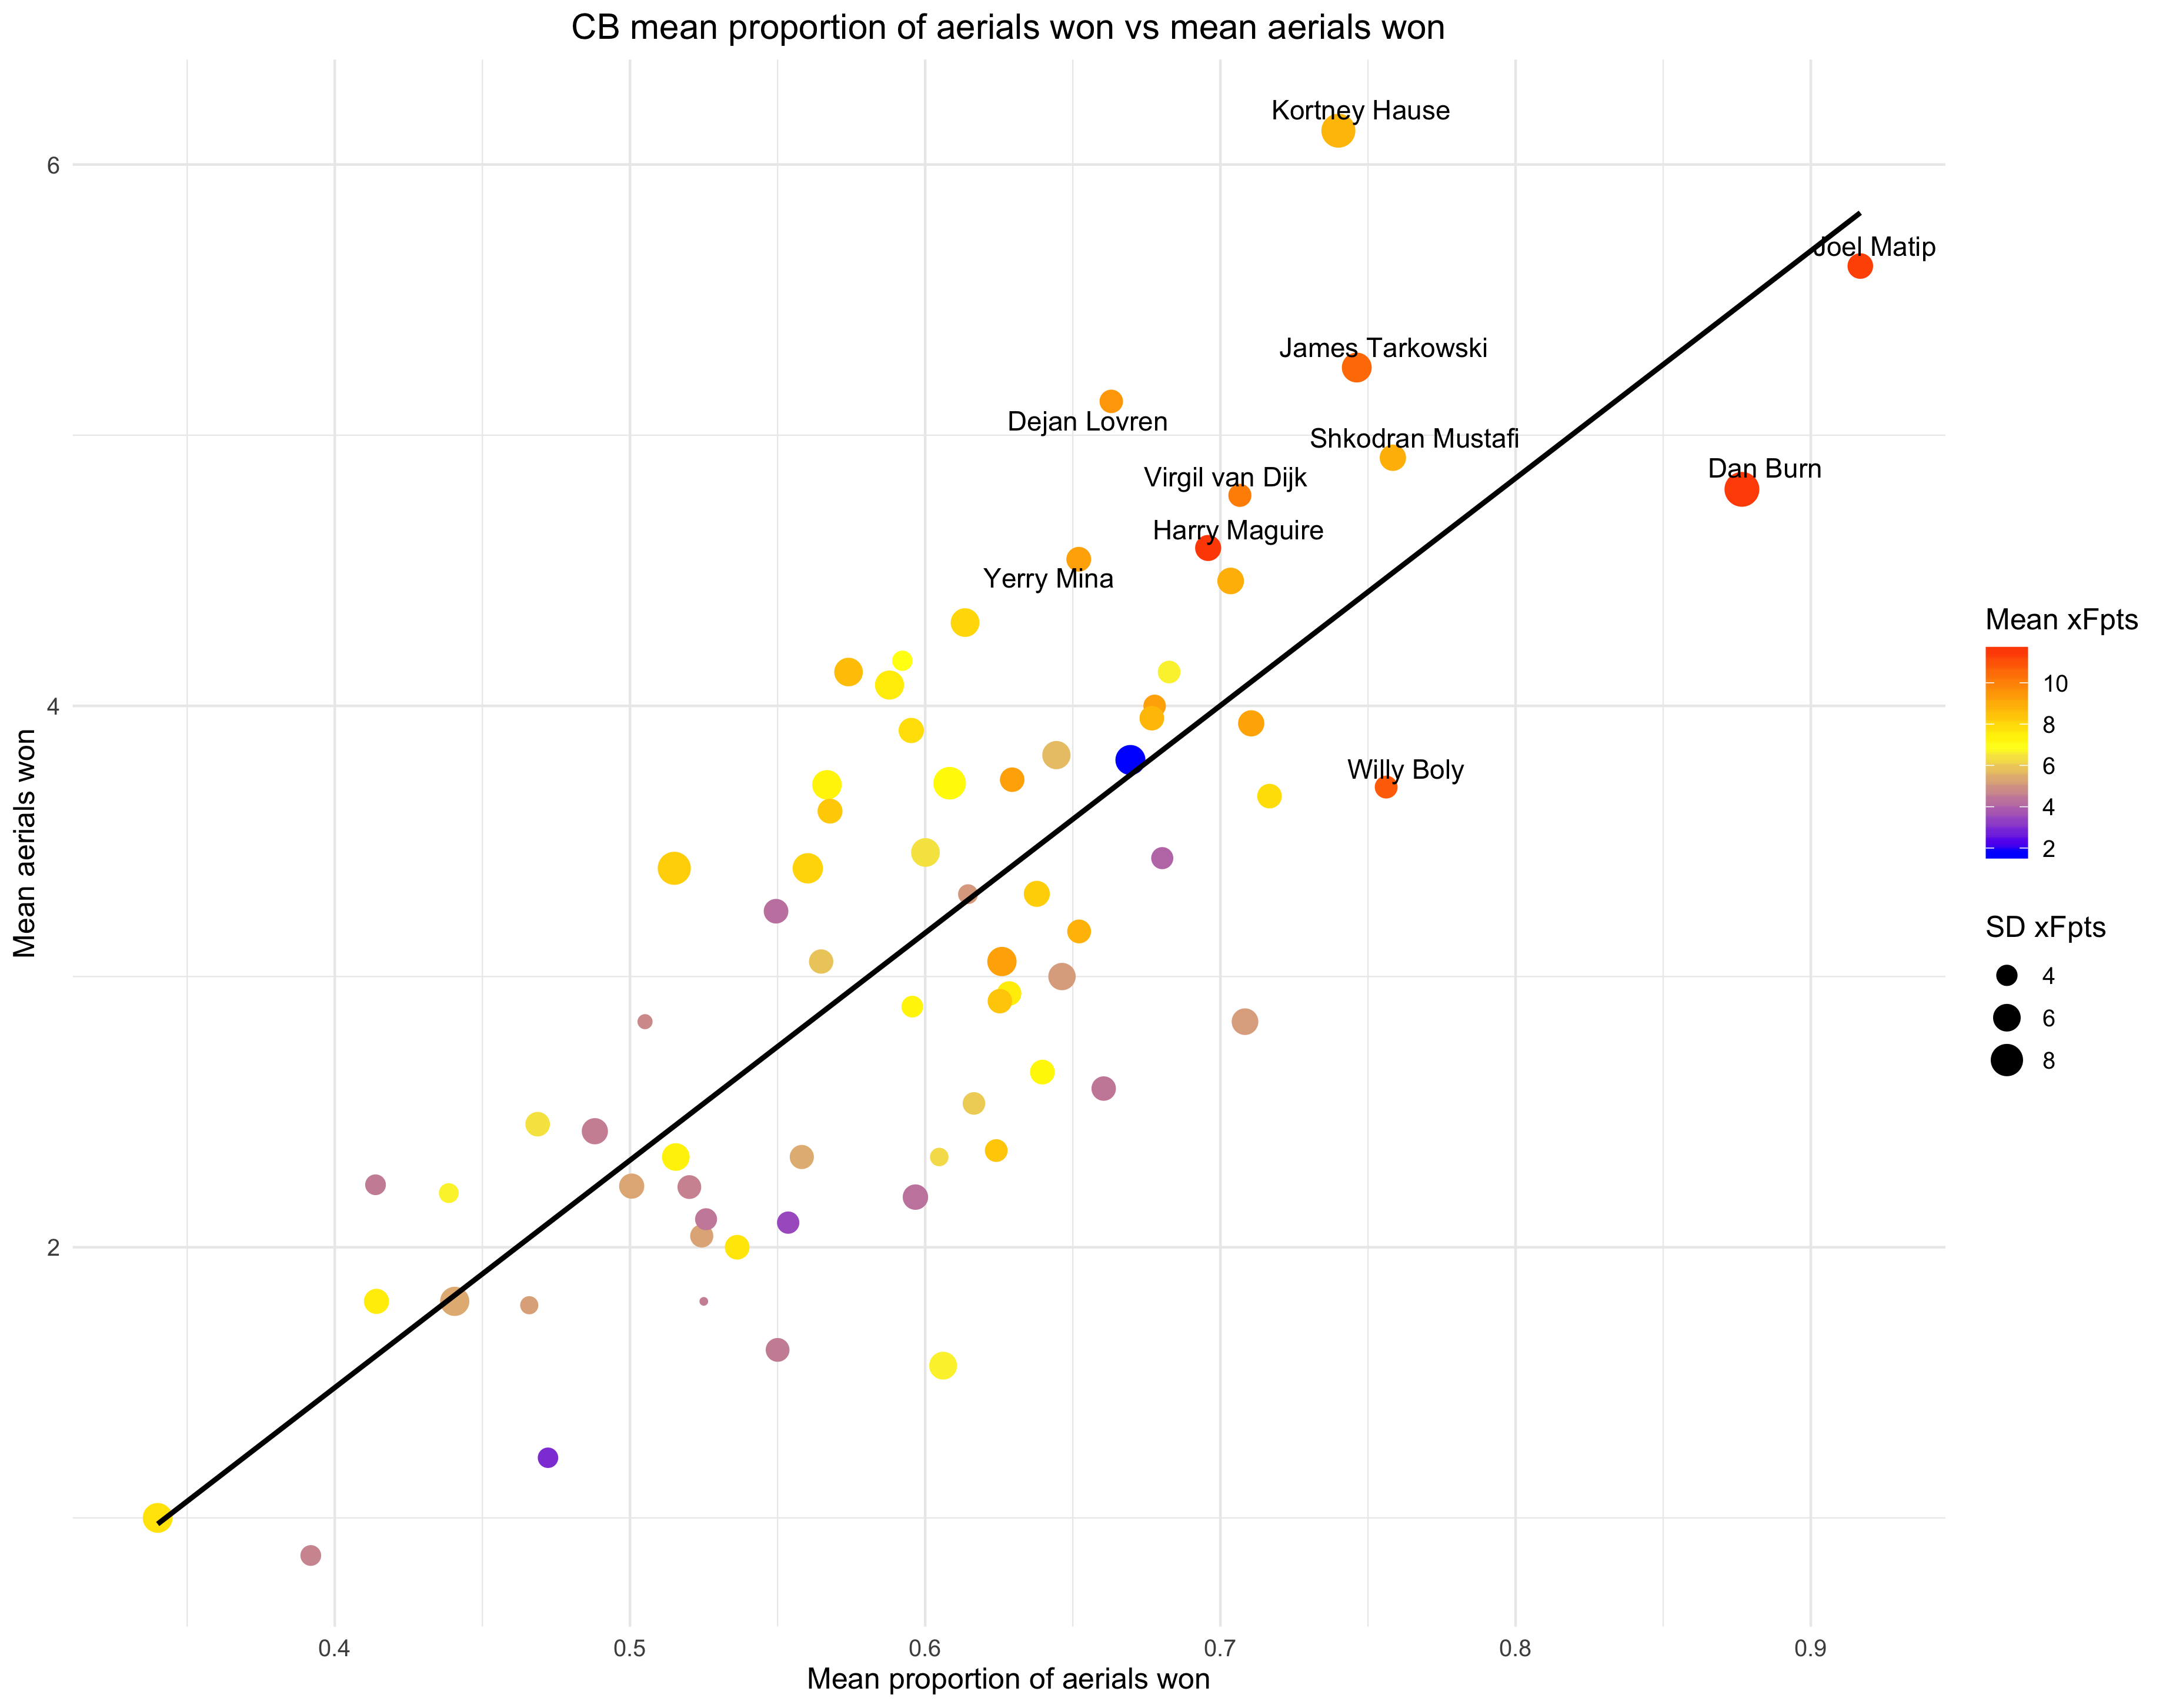 CB mean proportion of aerials won vs mean aerials won
Kortney Hause
Joel Matip
James Tarkowski
Dejan Lovren
Shkodran Mustafi
Dan Burn
Virgil van Dijk
Harry Maguire
Yerry Mina
Willy Boly
Mean aerials won
6
4
2
0.4
0.5
0.6
0.7
0.8
0.9
Mean proportion of aerials won
Mean xFpts
10
8
6
4
2
SD xFpts
4
6
8